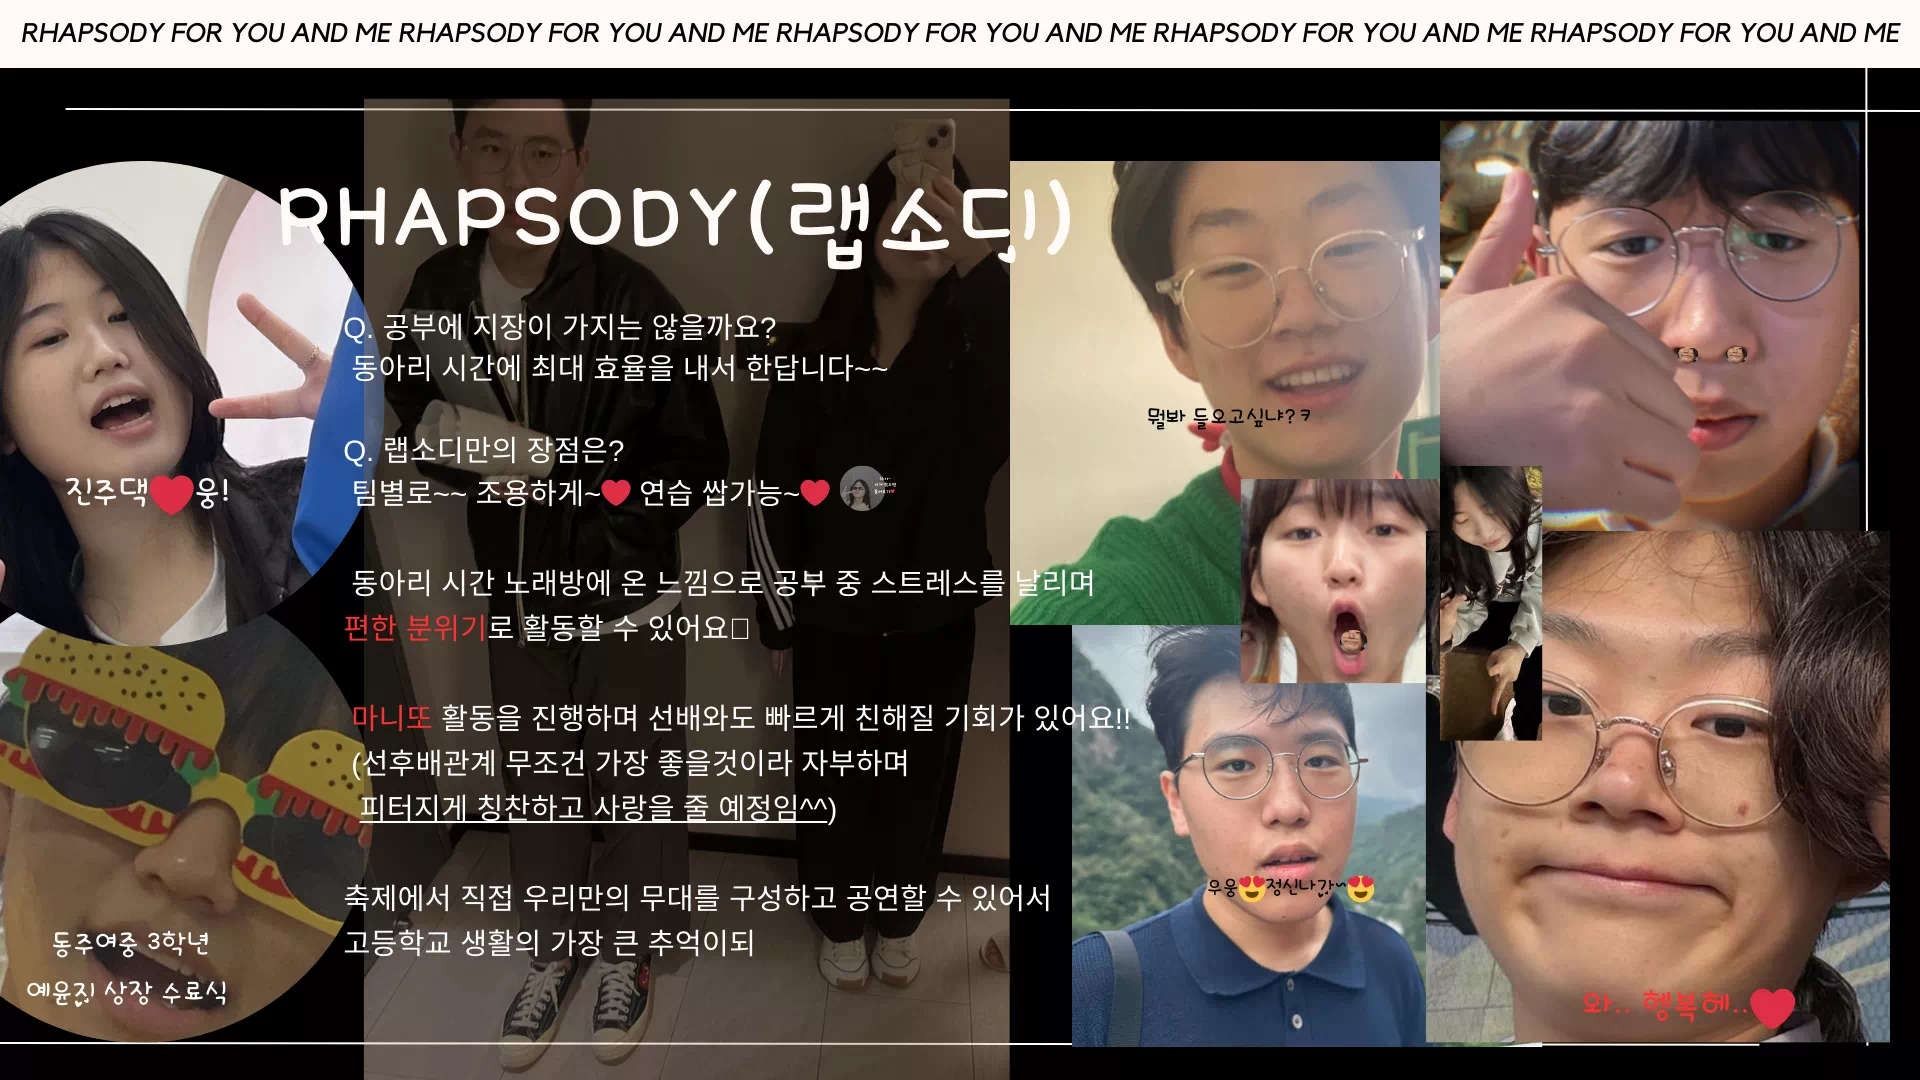 RHAPSODY FOR YOU AND ME RHAPSODY FOR YOU AND ME RHAPSODY FOR YOU AND ME RHAPSODY FOR YOU AND ME RHAPSODY FOR YOU AND ME
RHAPSODY(랩소디)
Q. 공부에 지장이 가지는 않을까요?
동아리 시간에 최대 효율을 내서 한답니다~~
Q. 랩소디만의 장점은?
팀별로~~ 조용하게~❤️ 연습 쌉가능~❤️
동아리 시간 노래방에 온 느낌으로 공부 중 스트레스를 날리며
편한 분위기로 활동할 수 있어요□
마니또 활동을 진행하며 선배와도 빠르게 친해질 기회가 있어요!!
(선후배관계 무조건 가장 좋을것이라 자부하며
피터지게 칭찬하고 사랑을 줄 예정임^^)
축제에서 직접 우리만의 무대를 구성하고 공연할 수 있어서
고등학교 생활의 가장 큰 추억이되
진주댁❤️웅!
동주여중 3학년
예윤진 상장 수료식
뭘봐 들오고싶냐?ㅋ
우웅😍정신나갔~😍
와.. 행복헤..❤️